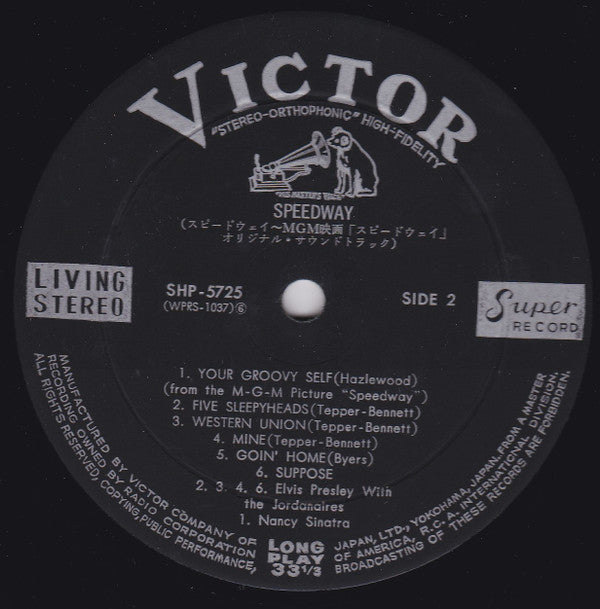 VICTOR
"STEREO-ORTHOPHONIC" HIGH-FIDELITY
"HIS MASTER'S VOICE"
SPEEDWAY
(スピードウェイ～MGM映画「スピードウェイ」
オリジナル・サウンドトラック)
LIVING
STEREO
SHP-5725
(WPRS-1037)⑥
SIDE 2
Super
RECORD
1. YOUR GROOVY SELF(Hazlewood)
(from the M-G-M Picture "Speedway")
2. FIVE SLEEPYHEADS(Tepper-Bennett)
3. WESTERN UNION(Tepper-Bennett)
4. MINE(Tepper-Bennett)
5. GOIN' HOME(Byers)
6. SUPPOSE
2. 3. 4. 6. Elvis Presley With
the Jordanaires
1. Nancy Sinatra
MANUFACTURED BY VICTOR COMPANY OF JAPAN, LTD., YOKOHAMA, JAPAN. FROM A MASTER
RECORDING OWNED BY RADIO CORPORATION OF AMERICA, R.C.A. INTERNATIONAL DIVISION.
ALL RIGHTS RESERVED, COPYING, PUBLIC PERFORMANCE, BROADCASTING OF THESE RECORDS ARE FORBIDDEN.
LONG
PLAY
33 1/3